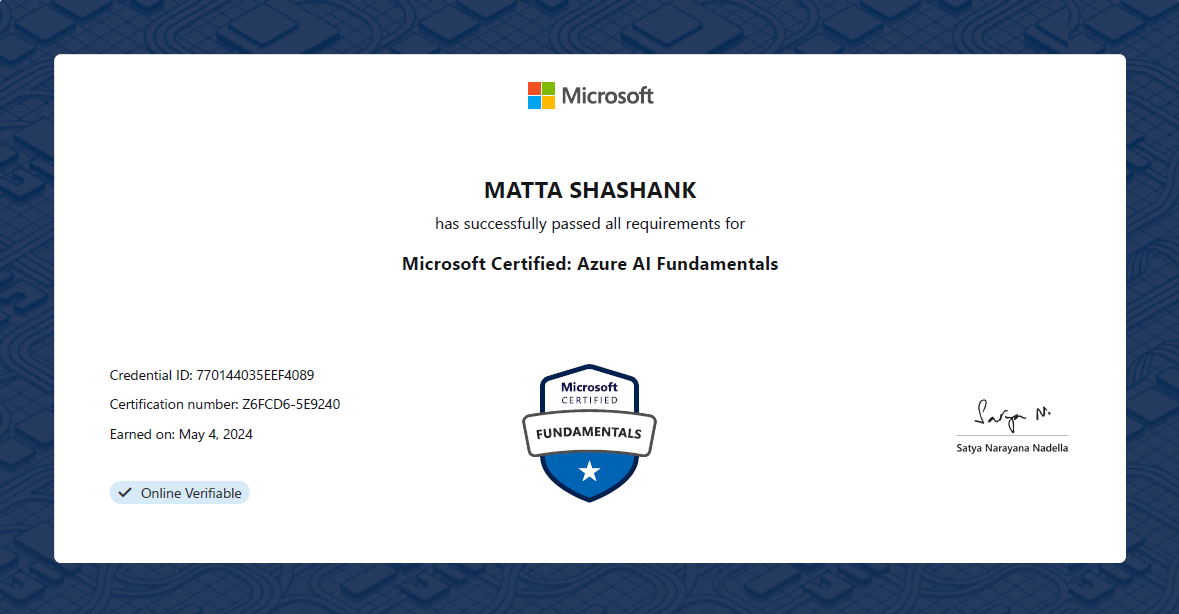 Microsoft
MATTA SHASHANK
has successfully passed all requirements for
Microsoft Certified: Azure AI Fundamentals
Credential ID: 770144035EEF4089
Certification number: Z6FCD6-5E9240
Earned on: May 4, 2024
Online Verifiable
Microsoft
CERTIFIED
FUNDAMENTALS
Satya N.
Satya Narayana Nadella